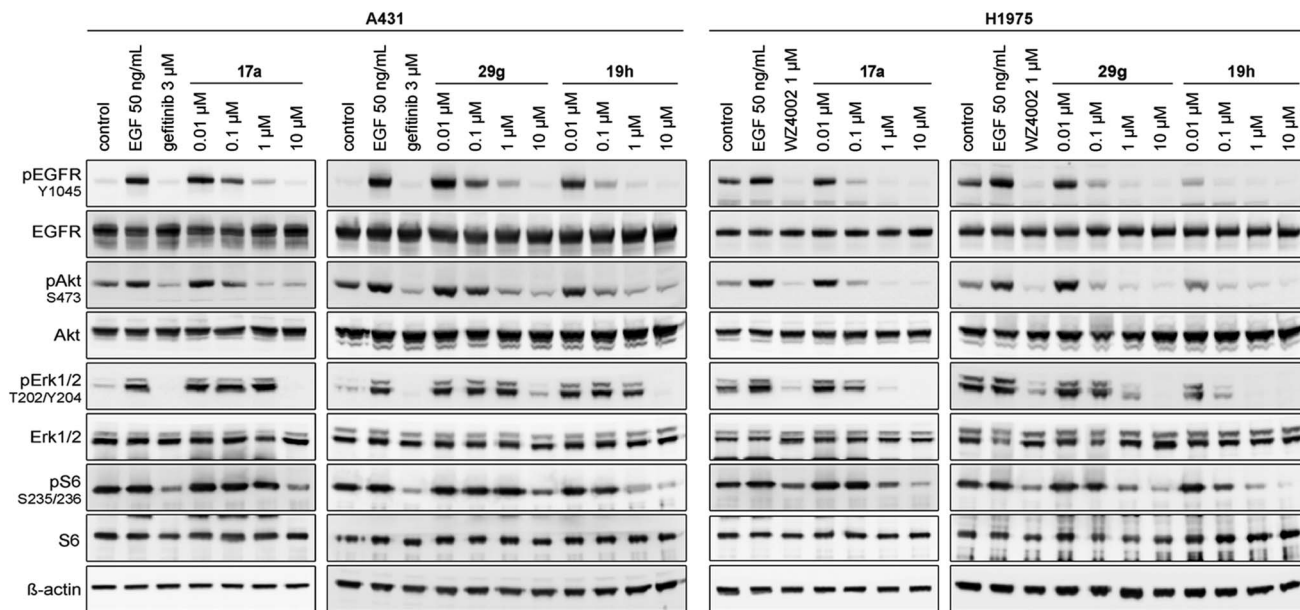 A431 H1975
control EGF 50 ng/mL gefitinib 3 µM 17a 0.01 µM 0.1 µM 1 µM 10 µM
control EGF 50 ng/mL gefitinib 3 µM 29g 0.01 µM 0.1 µM 1 µM 10 µM 19h 0.01 µM 0.1 µM 1 µM 10 µM
control EGF 50 ng/mL WZ4002 1 µM 17a 0.01 µM 0.1 µM 1 µM 10 µM
control EGF 50 ng/mL WZ4002 1 µM 29g 0.01 µM 0.1 µM 1 µM 10 µM 19h 0.01 µM 0.1 µM 1 µM 10 µM
pEGFR
Y1045
EGFR
pAkt
S473
Akt
pErk1/2
T202/Y204
Erk1/2
pS6
S235/236
S6
ß-actin